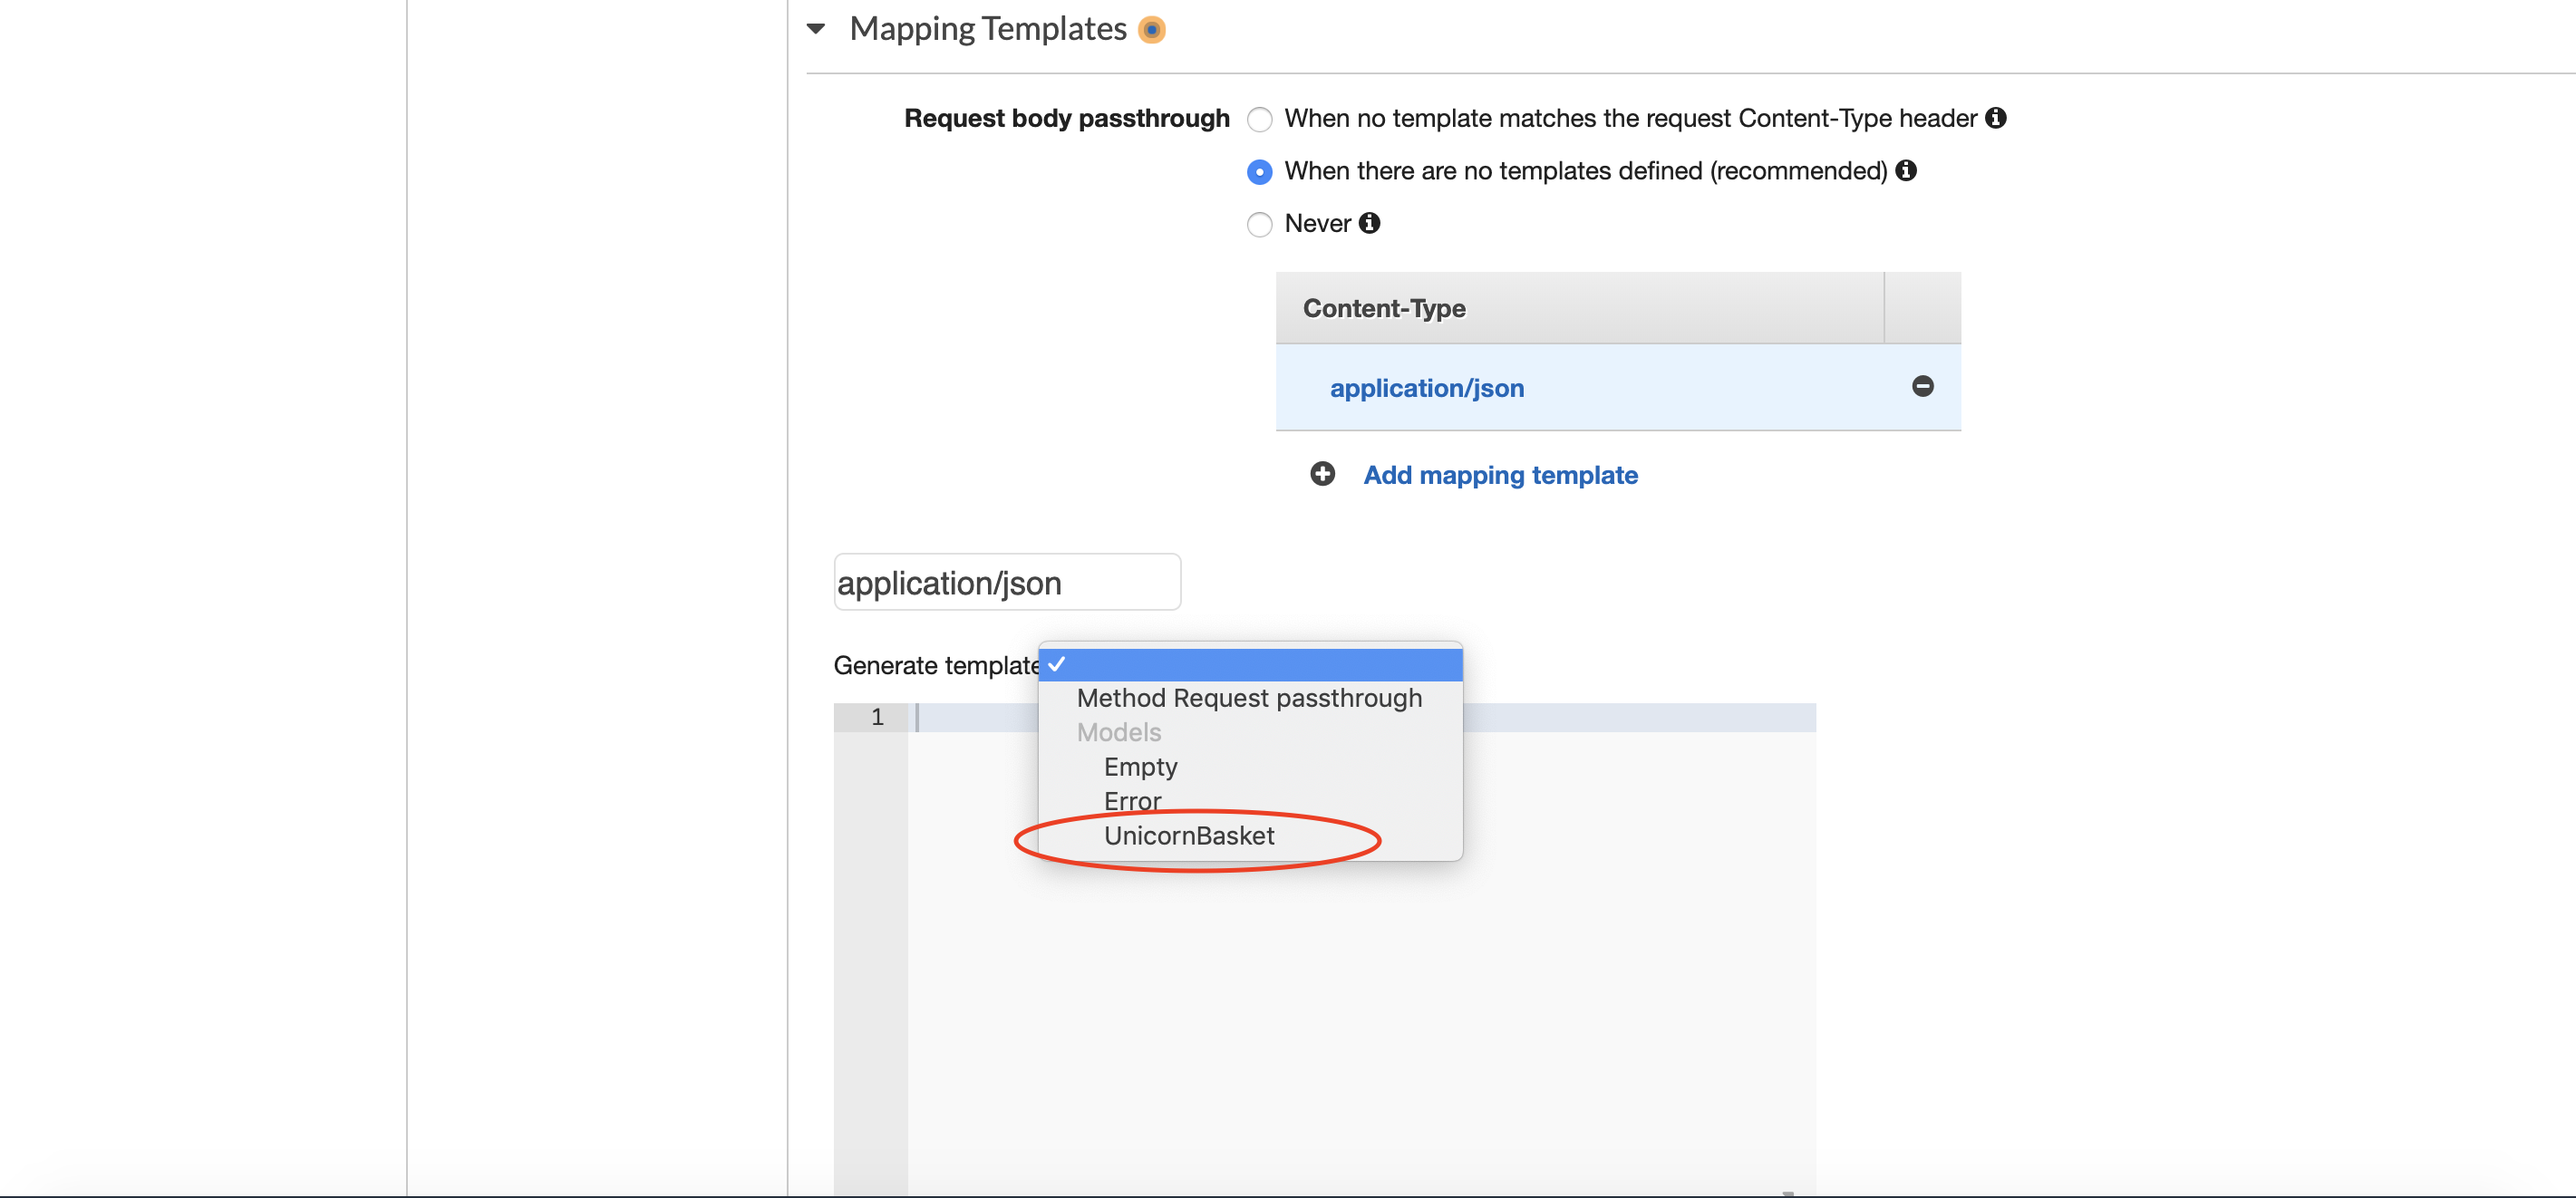 Mapping Templates
Request body passthrough
When no template matches the request Content-Type header
When there are no templates defined (recommended)
Never
Content-Type
application/json
Add mapping template
application/json
Generate template
Method Request passthrough
Models
Empty
Error
UnicornBasket
1